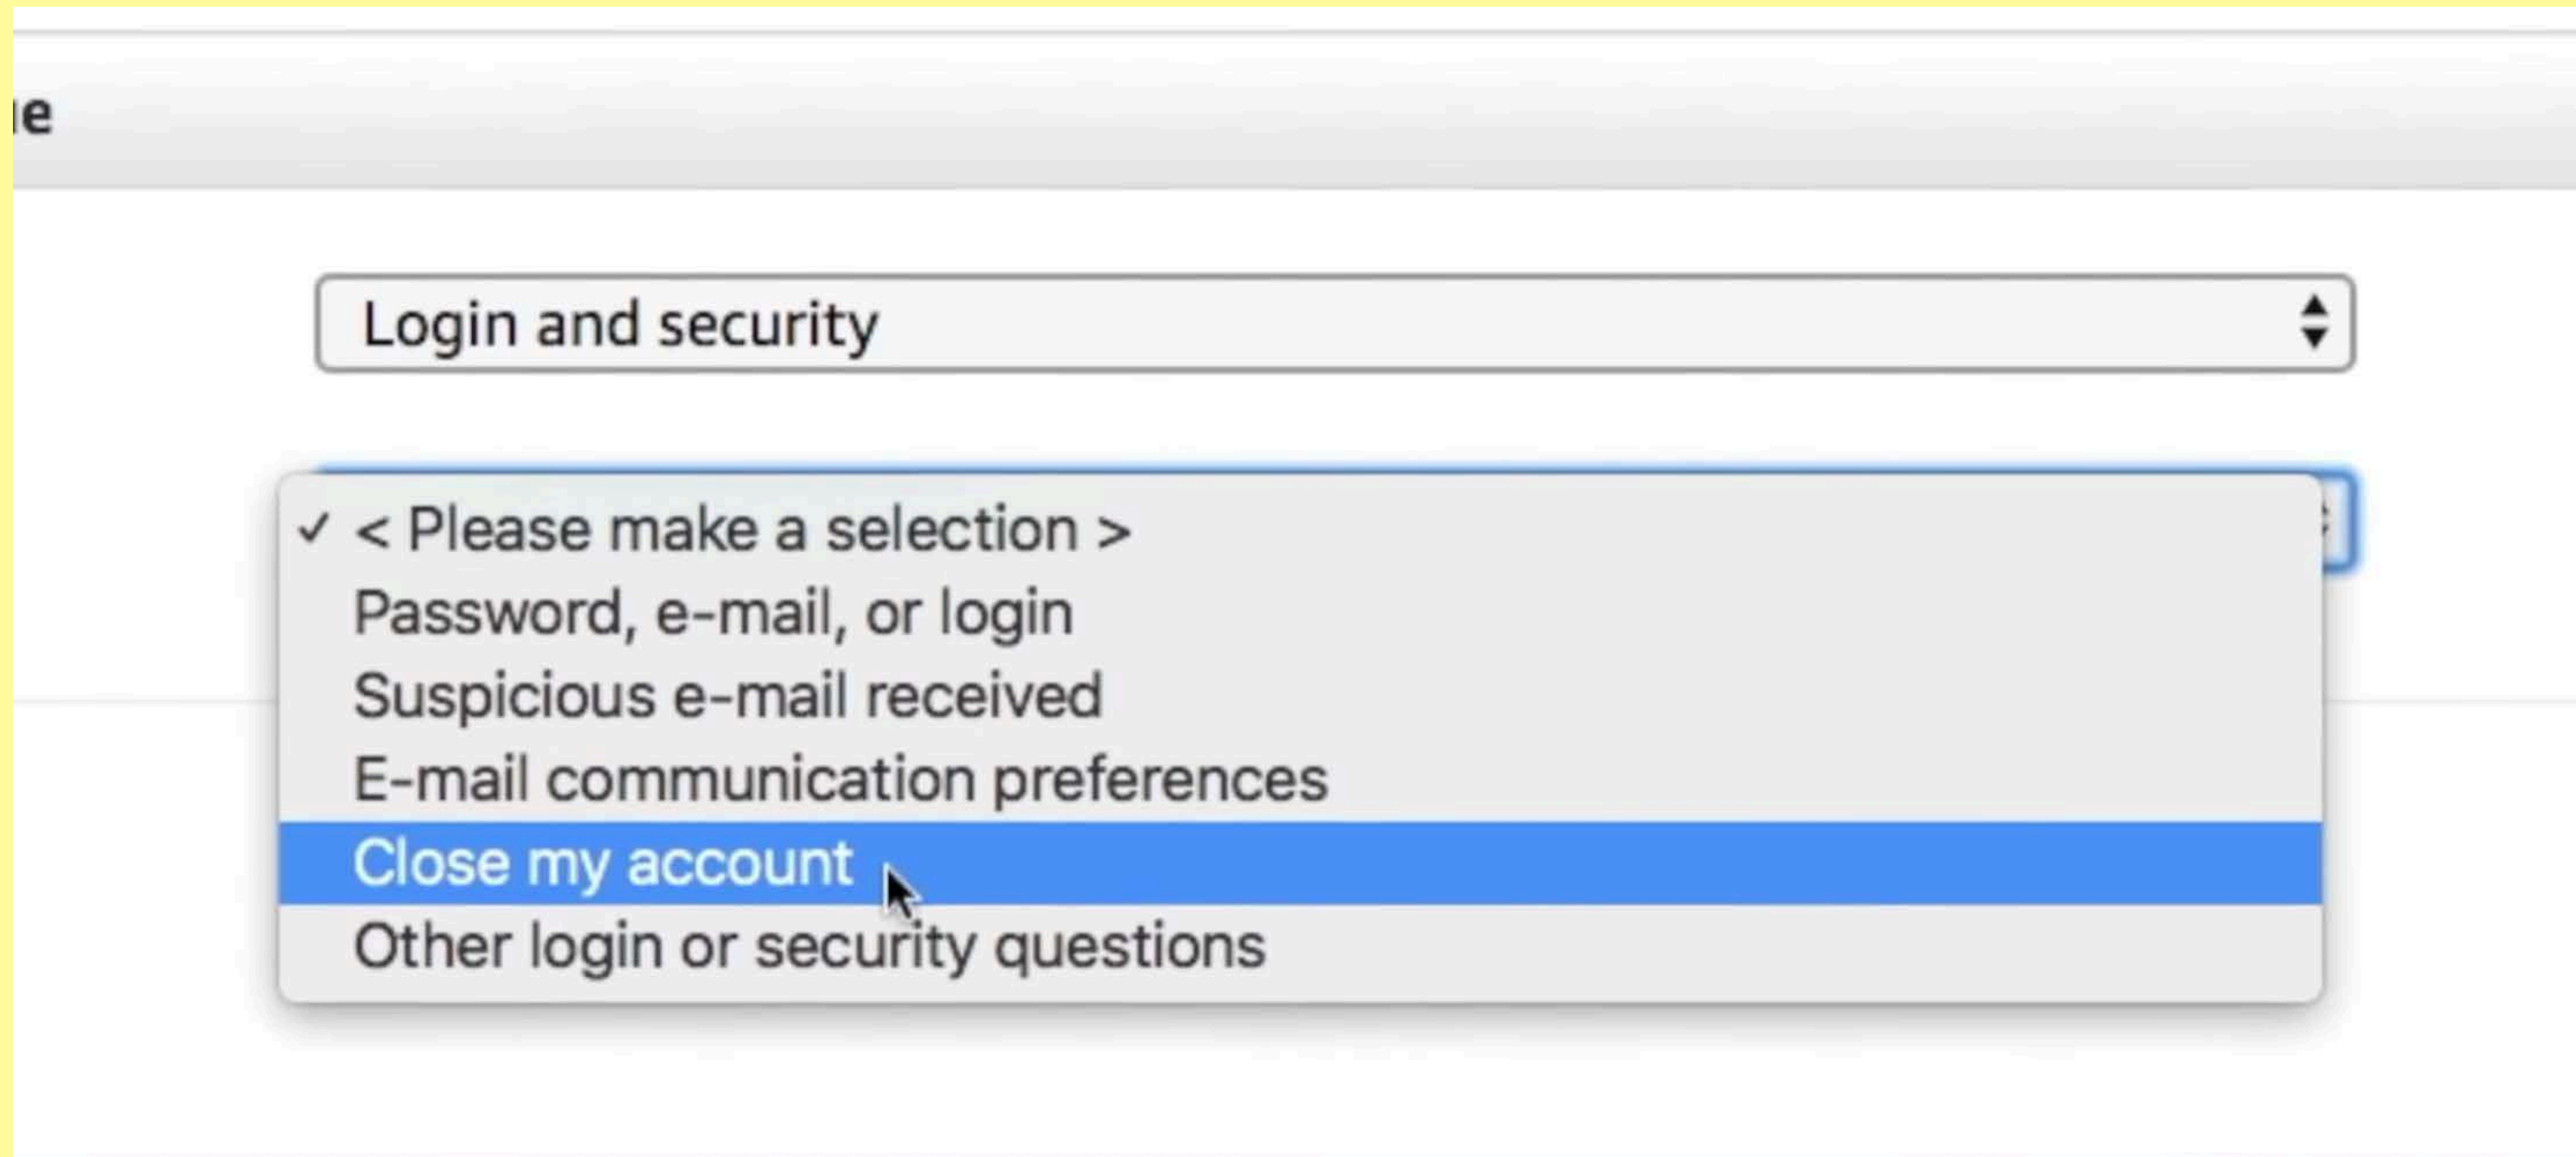 Login and security
✓ < Please make a selection >
Password, e-mail, or login
Suspicious e-mail received
E-mail communication preferences
Close my account
Other login or security questions